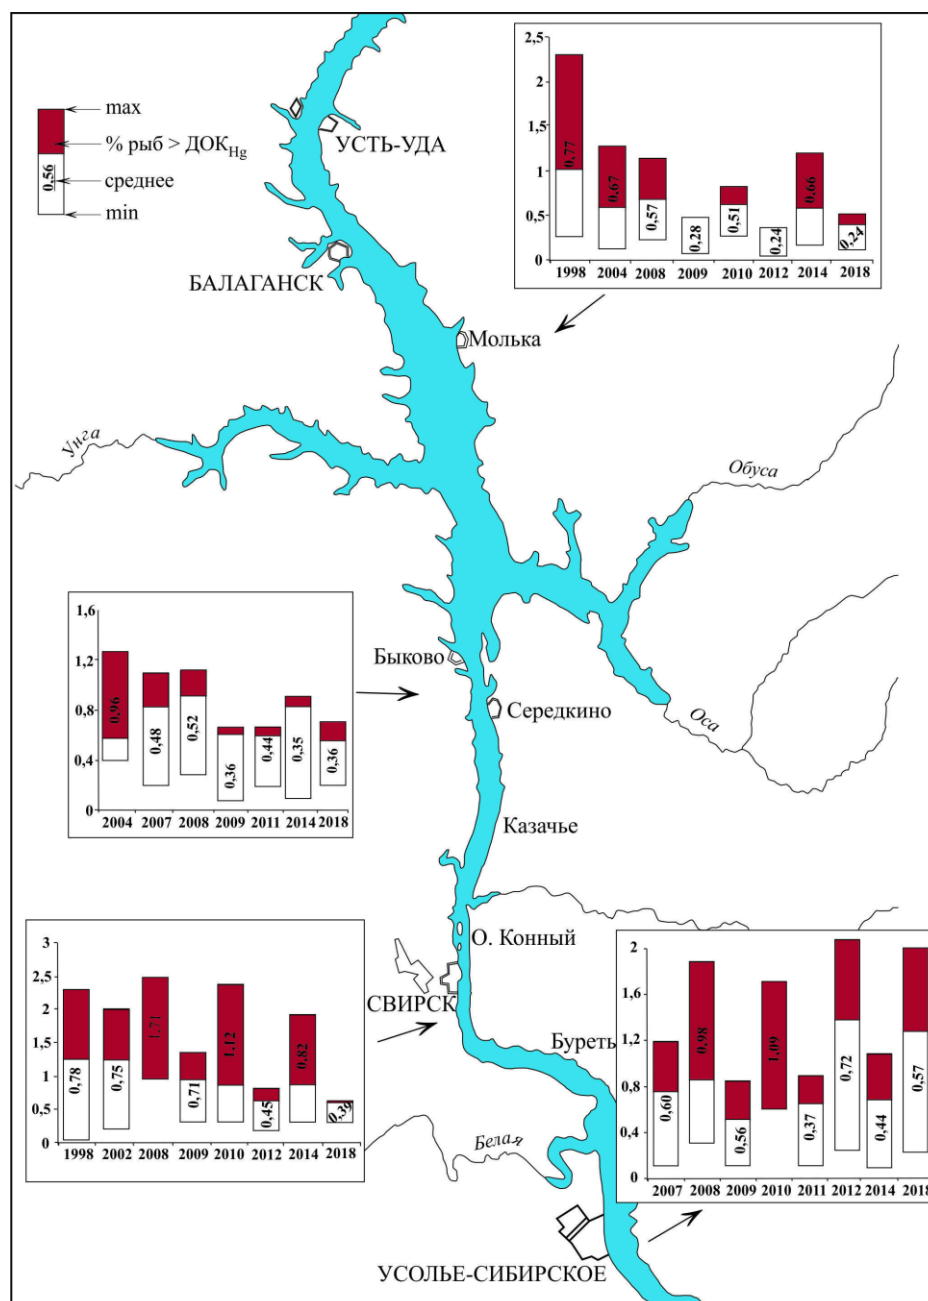 max
% рыб > ДОКHg
среднее
min
0,56
УСТЬ-УДА
БАЛАГАНСК
Молька
Унга
Обуса
Оса
Быково
Середкино
Казачье
О. Конный
СВИРСК
Буреть
Белая
УСОЛЬЕ-СИБИРСКОЕ
2,5
2
1,5
1
0,5
0
0,77
0,67
0,57
0,28
0,51
0,24
0,66
0,24
1998 2004 2008 2009 2010 2012 2014 2018
1,6
1,2
0,8
0,4
0
0,96
0,48
0,52
0,36
0,44
0,35
0,36
2004 2007 2008 2009 2011 2014 2018
3
2,5
2
1,5
1
0,5
0
0,78
0,75
1,71
0,71
1,12
0,45
0,82
0,39
1998 2002 2008 2009 2010 2012 2014 2018
2
1,6
1,2
0,8
0,4
0
0,60
0,98
0,56
1,09
0,37
0,72
0,44
0,57
2007 2008 2009 2010 2011 2012 2014 2018